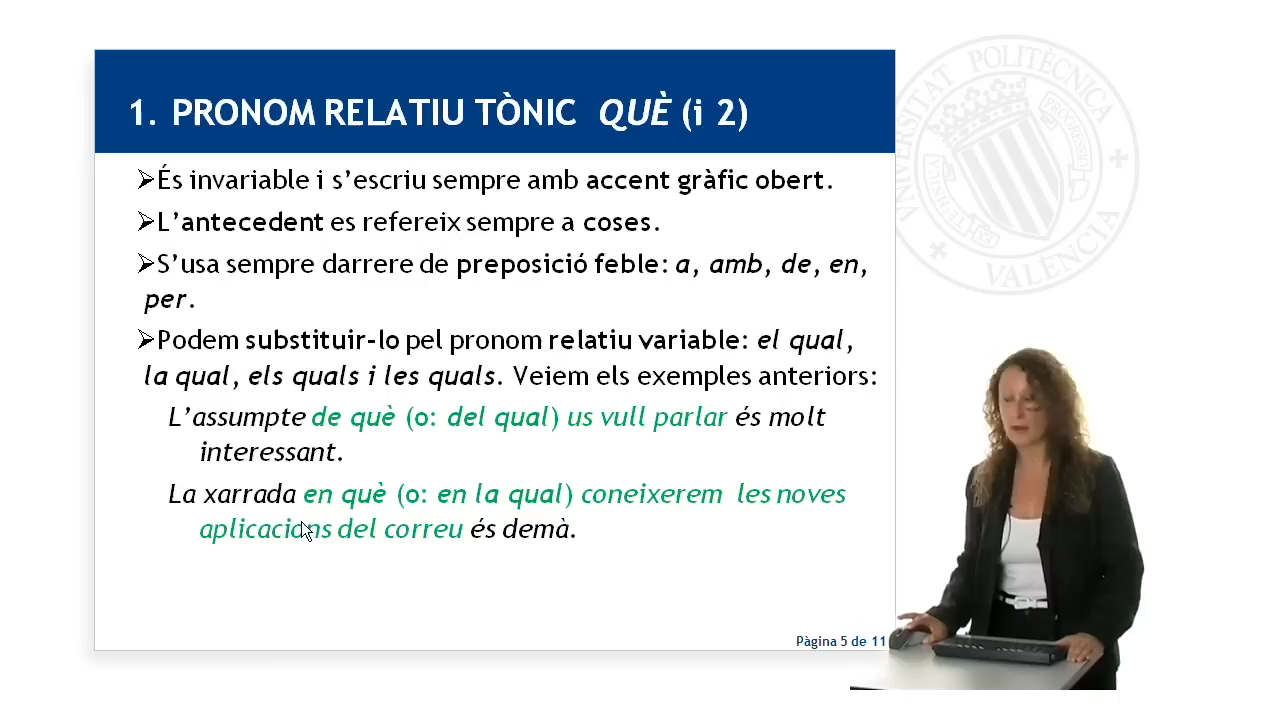 1. PRONOM RELATIU TÒNIC QUÈ (i 2)
➢És invariable i s'escriu sempre amb accent gràfic obert.
➢L'antecedent es refereix sempre a coses.
➢S'usa sempre darrere de preposició feble: a, amb, de, en,
per.
➢Podem substituir-lo pel pronom relatiu variable: el qual,
la qual, els quals i les quals. Veiem els exemples anteriors:
L'assumpte de què (o: del qual) us vull parlar és molt
interessant.
La xarrada en què (o: en la qual) coneixerem les noves
aplicacions del correu és demà.
Pàgina 5 de 11
UNIVERSITAT POLITÈCNICA
VALÈNCIA